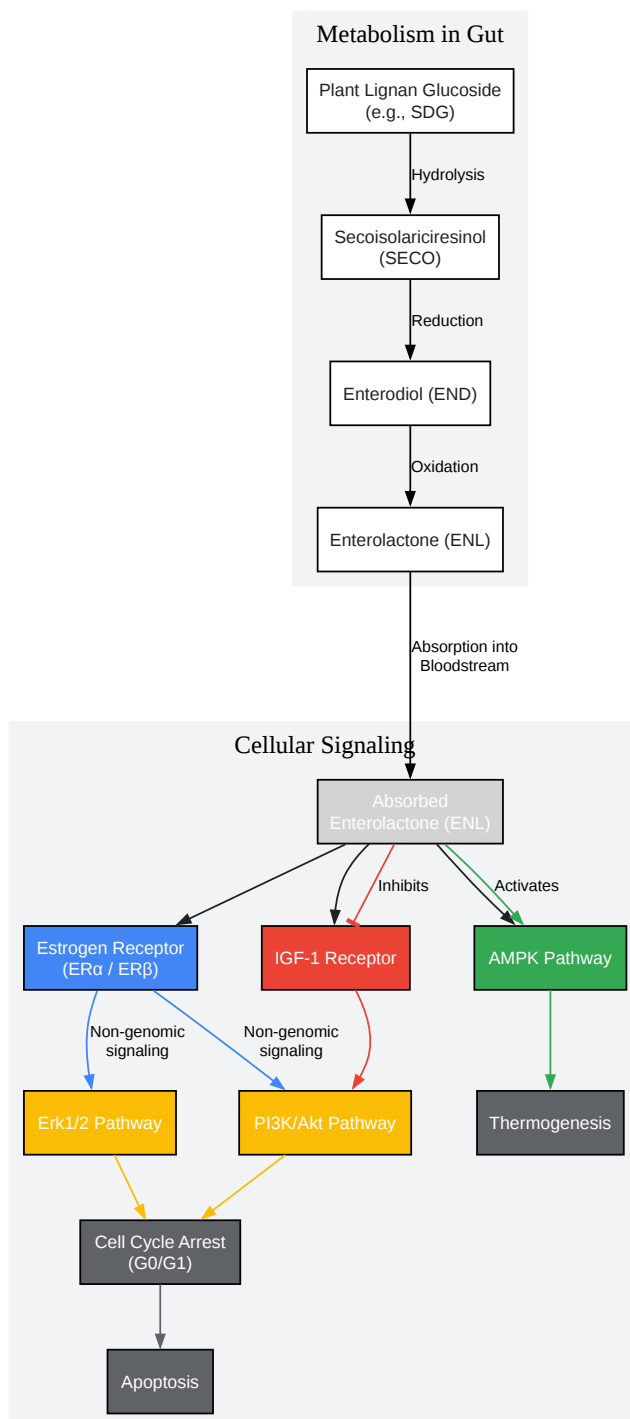 Metabolism in Gut
Plant Lignan Glucoside
(e.g., SDG)
Hydrolysis
Secoisolariciresinol
(SECO)
Reduction
Enterodiol (END)
Oxidation
Enterolactone (ENL)
Absorption into
Bloodstream
Cellular Signaling
Absorbed
Enterolactone (ENL)
Inhibits
Activates
Estrogen Receptor
(ERα / ERβ)
IGF-1 Receptor
AMPK Pathway
Non-genomic
signaling
Non-genomic
signaling
Erk1/2 Pathway
PI3K/Akt Pathway
Thermogenesis
Cell Cycle Arrest
(G0/G1)
Apoptosis